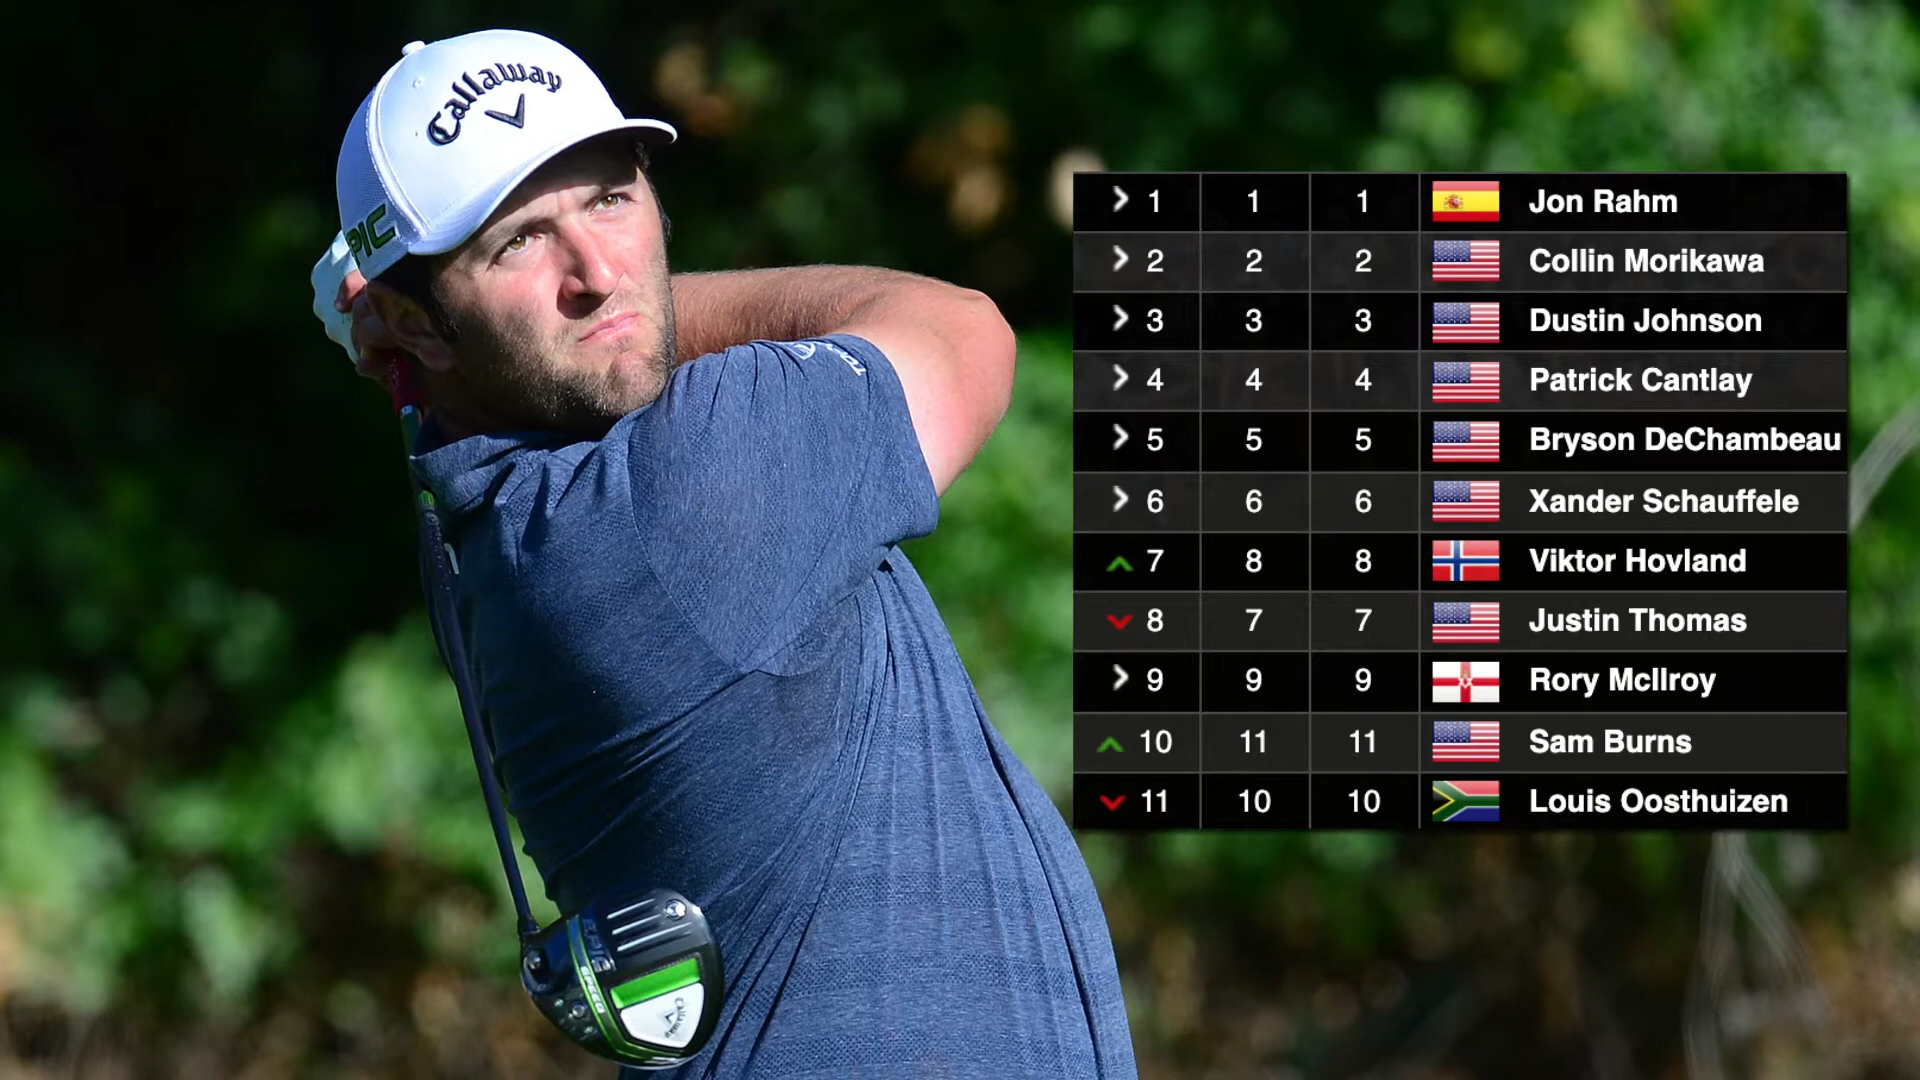 Callaway
PIC
1 1 1 Jon Rahm
2 2 2 Collin Morikawa
3 3 3 Dustin Johnson
4 4 4 Patrick Cantlay
5 5 5 Bryson DeChambeau
6 6 6 Xander Schauffele
7 8 8 Viktor Hovland
8 7 7 Justin Thomas
9 9 9 Rory McIlroy
10 11 11 Sam Burns
11 10 10 Louis Oosthuizen
EPIC
SPEED
Callaway